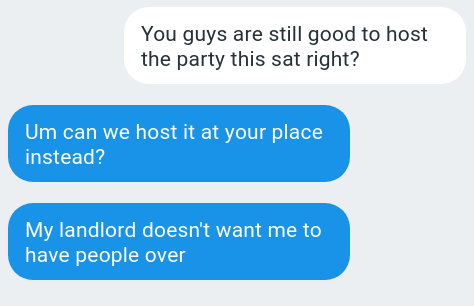 You guys are still good to host
the party this sat right?
Um can we host it at your place
instead?
My landlord doesn't want me to
have people over